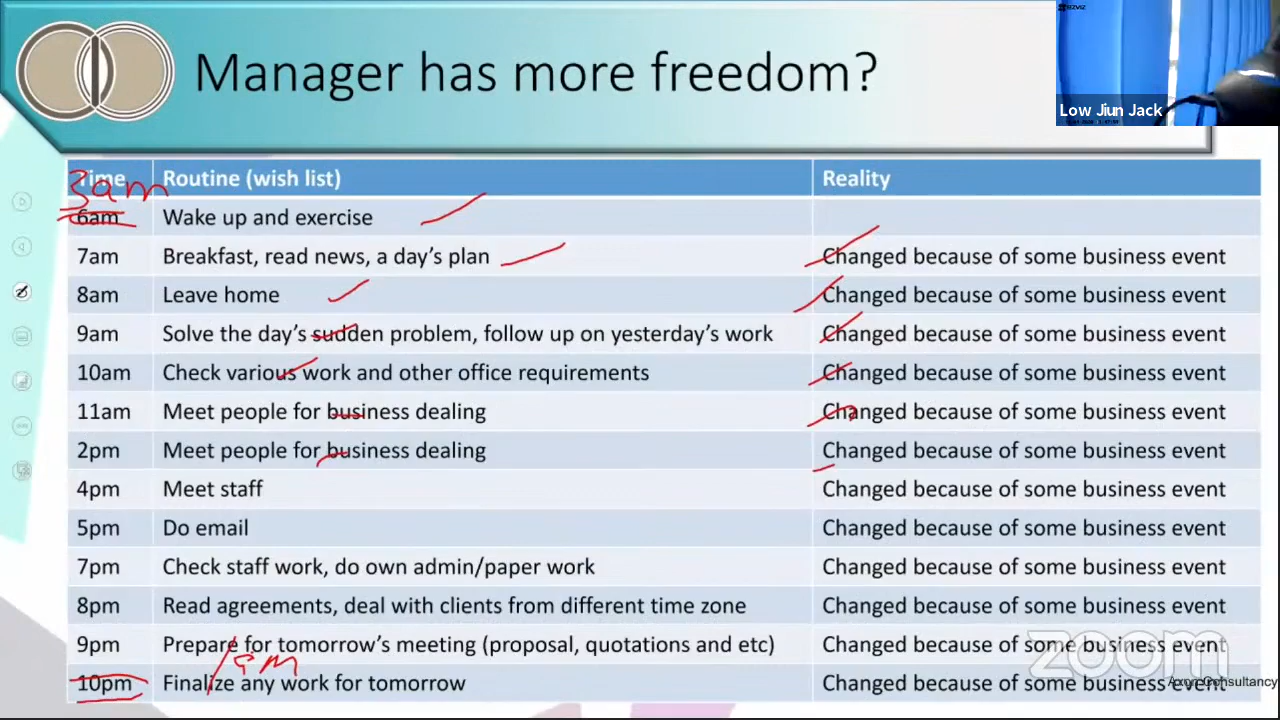 Manager has more freedom?
Low Jiun Jack
Time Routine (wish list) Reality
3am
6am Wake up and exercise
7am Breakfast, read news, a day's plan Changed because of some business event
8am Leave home Changed because of some business event
9am Solve the day's sudden problem, follow up on yesterday's work Changed because of some business event
10am Check various work and other office requirements Changed because of some business event
11am Meet people for business dealing Changed because of some business event
2pm Meet people for business dealing Changed because of some business event
4pm Meet staff Changed because of some business event
5pm Do email Changed because of some business event
7pm Check staff work, do own admin/paper work Changed because of some business event
8pm Read agreements, deal with clients from different time zone Changed because of some business event
9pm Prepare for tomorrow's meeting (proposal, quotations and etc) Changed because of some business event
zoom
1am
10pm Finalize any work for tomorrow Changed because of some business event
Consultancy